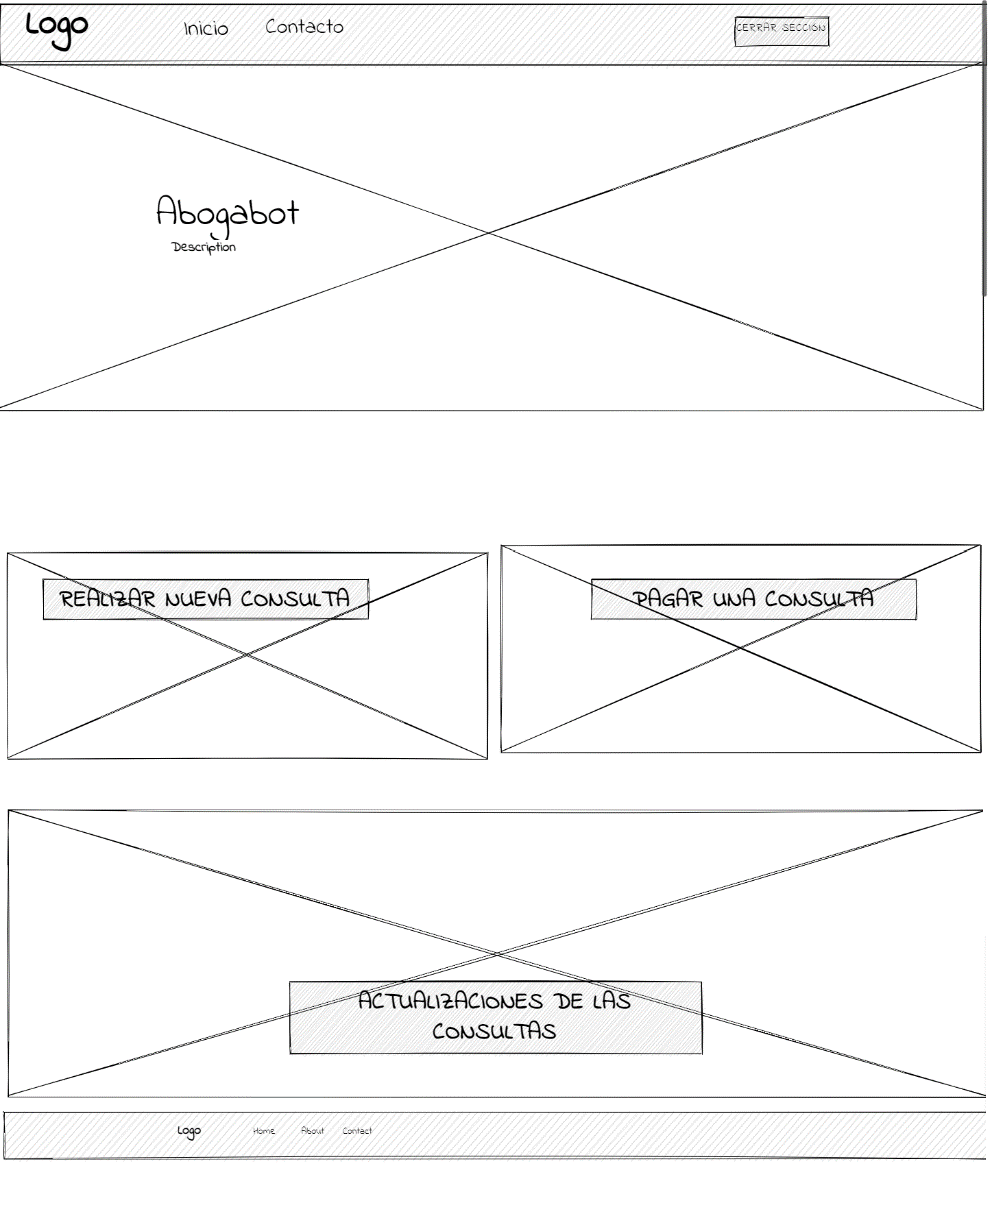 Logo
Inicio
Contacto
CERRAR SECCIÓN
Abogabot
Description
REALIZAR NUEVA CONSULTA
PAGAR UNA CONSULTA
ACTUALIZACIONES DE LAS
CONSULTAS
Logo
Home
About
Contact